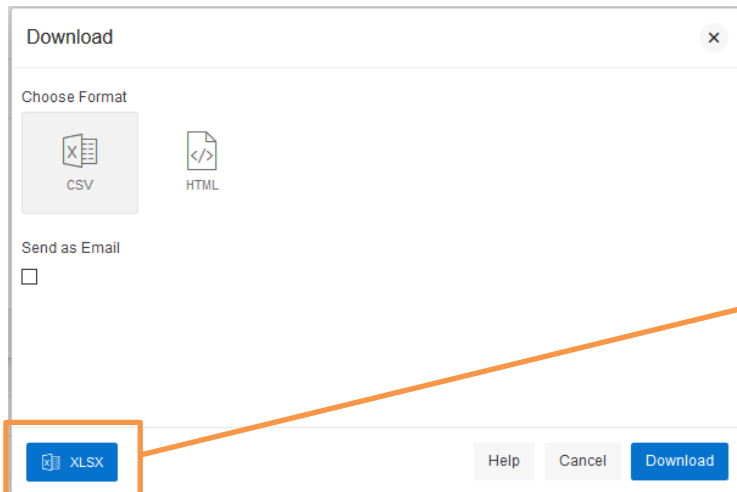 Download
Choose Format
CSV HTML
Send as Email
XLSX Help Cancel Download